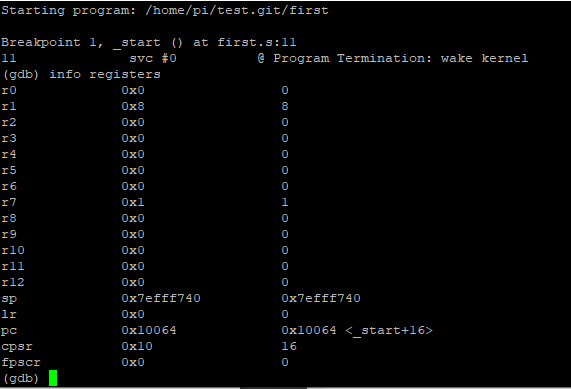 Starting program: /home/pi/test.git/first
Breakpoint 1, _start () at first.s:11
11 svc #0 @ Program Termination: wake kernel
(gdb) info registers
r0 0x0 0
r1 0x8 8
r2 0x0 0
r3 0x0 0
r4 0x0 0
r5 0x0 0
r6 0x0 0
r7 0x1 1
r8 0x0 0
r9 0x0 0
r10 0x0 0
r11 0x0 0
r12 0x0 0
sp 0x7efff740 0x7efff740
lr 0x0 0
pc 0x10064 0x10064 <_start+16>
cpsr 0x10 16
fpscr 0x0 0
(gdb)